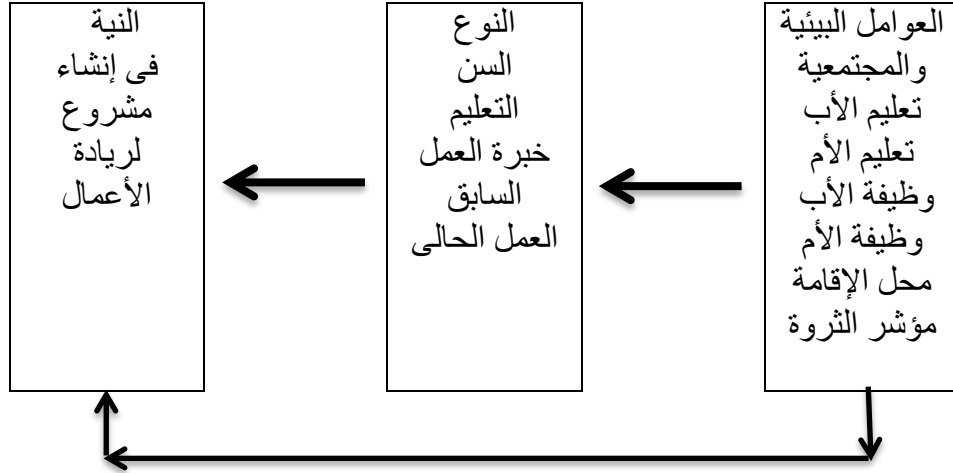 العوامل البيئية
والمجتمعية
تعليم الأب
تعليم الأم
وظيفة الأب
وظيفة الأم
محل الإقامة
مؤشر الثروة
النوع
السن
التعليم
خبرة العمل
السابق
العمل الحالى
النية
فى إنشاء
مشروع
لريادة
الأعمال